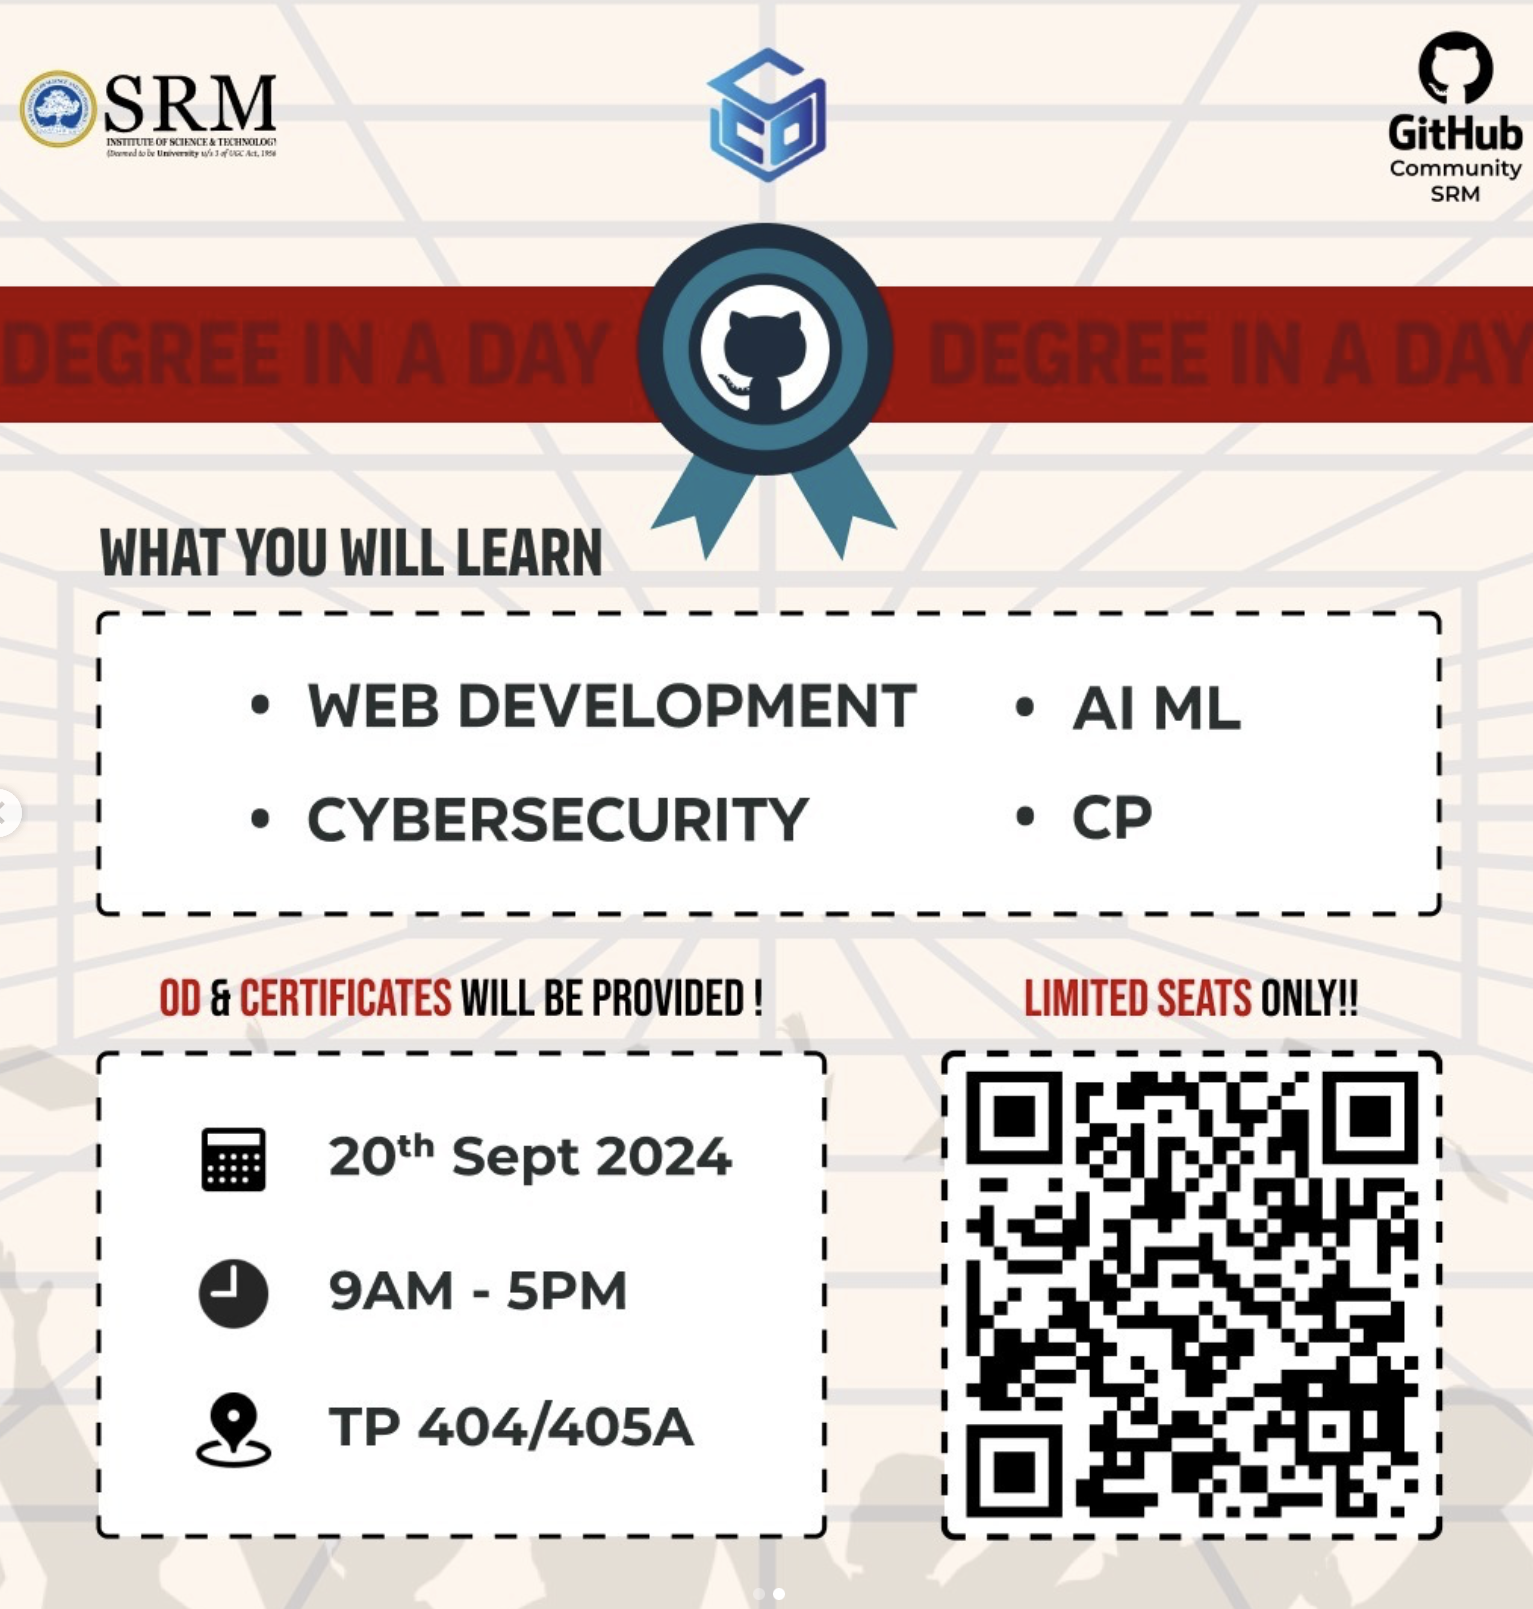 SRM
INSTITUTE OF SCIENCE & TECHNOLOGY
(Deemed to be University u/s 3 of UGC Act, 1956
GitHub
Community
SRM
DEGREE IN A DAY
DEGREE IN A DAY
WHAT YOU WILL LEARN
• WEB DEVELOPMENT
• AI ML
• CYBERSECURITY
• CP
OD & CERTIFICATES WILL BE PROVIDED !
LIMITED SEATS ONLY!!
20th Sept 2024
9AM - 5PM
TP 404/405A